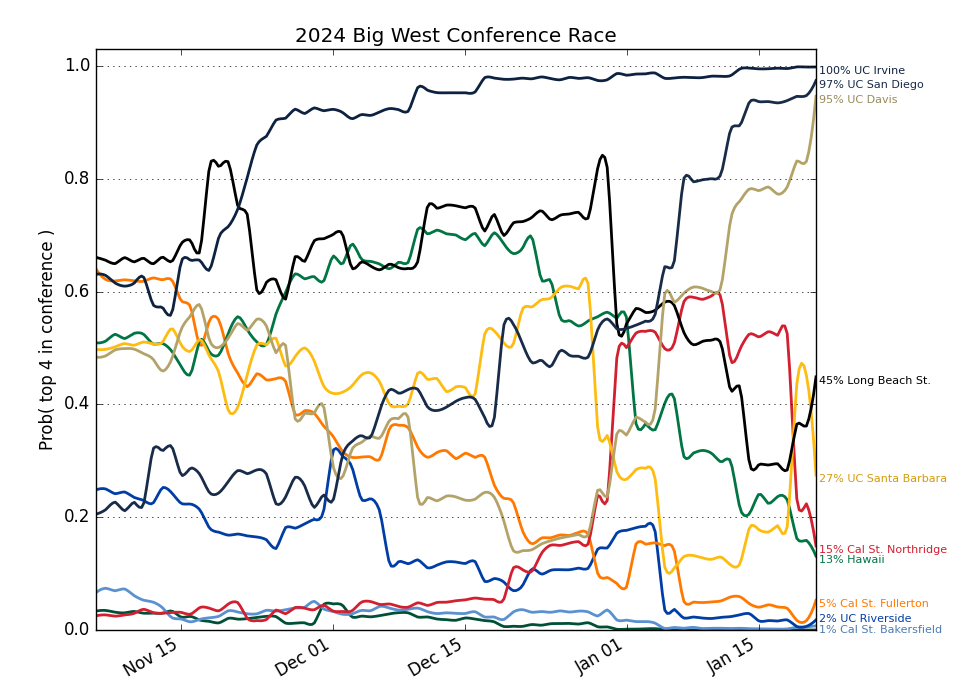 2024 Big West Conference Race
Prob( top 4 in conference )
1.0
0.8
0.6
0.4
0.2
0.0
Nov 15
Dec 01
Dec 15
Jan 01
Jan 15
100% UC Irvine
97% UC San Diego
95% UC Davis
45% Long Beach St.
27% UC Santa Barbara
15% Cal St. Northridge
13% Hawaii
5% Cal St. Fullerton
2% UC Riverside
1% Cal St. Bakersfield